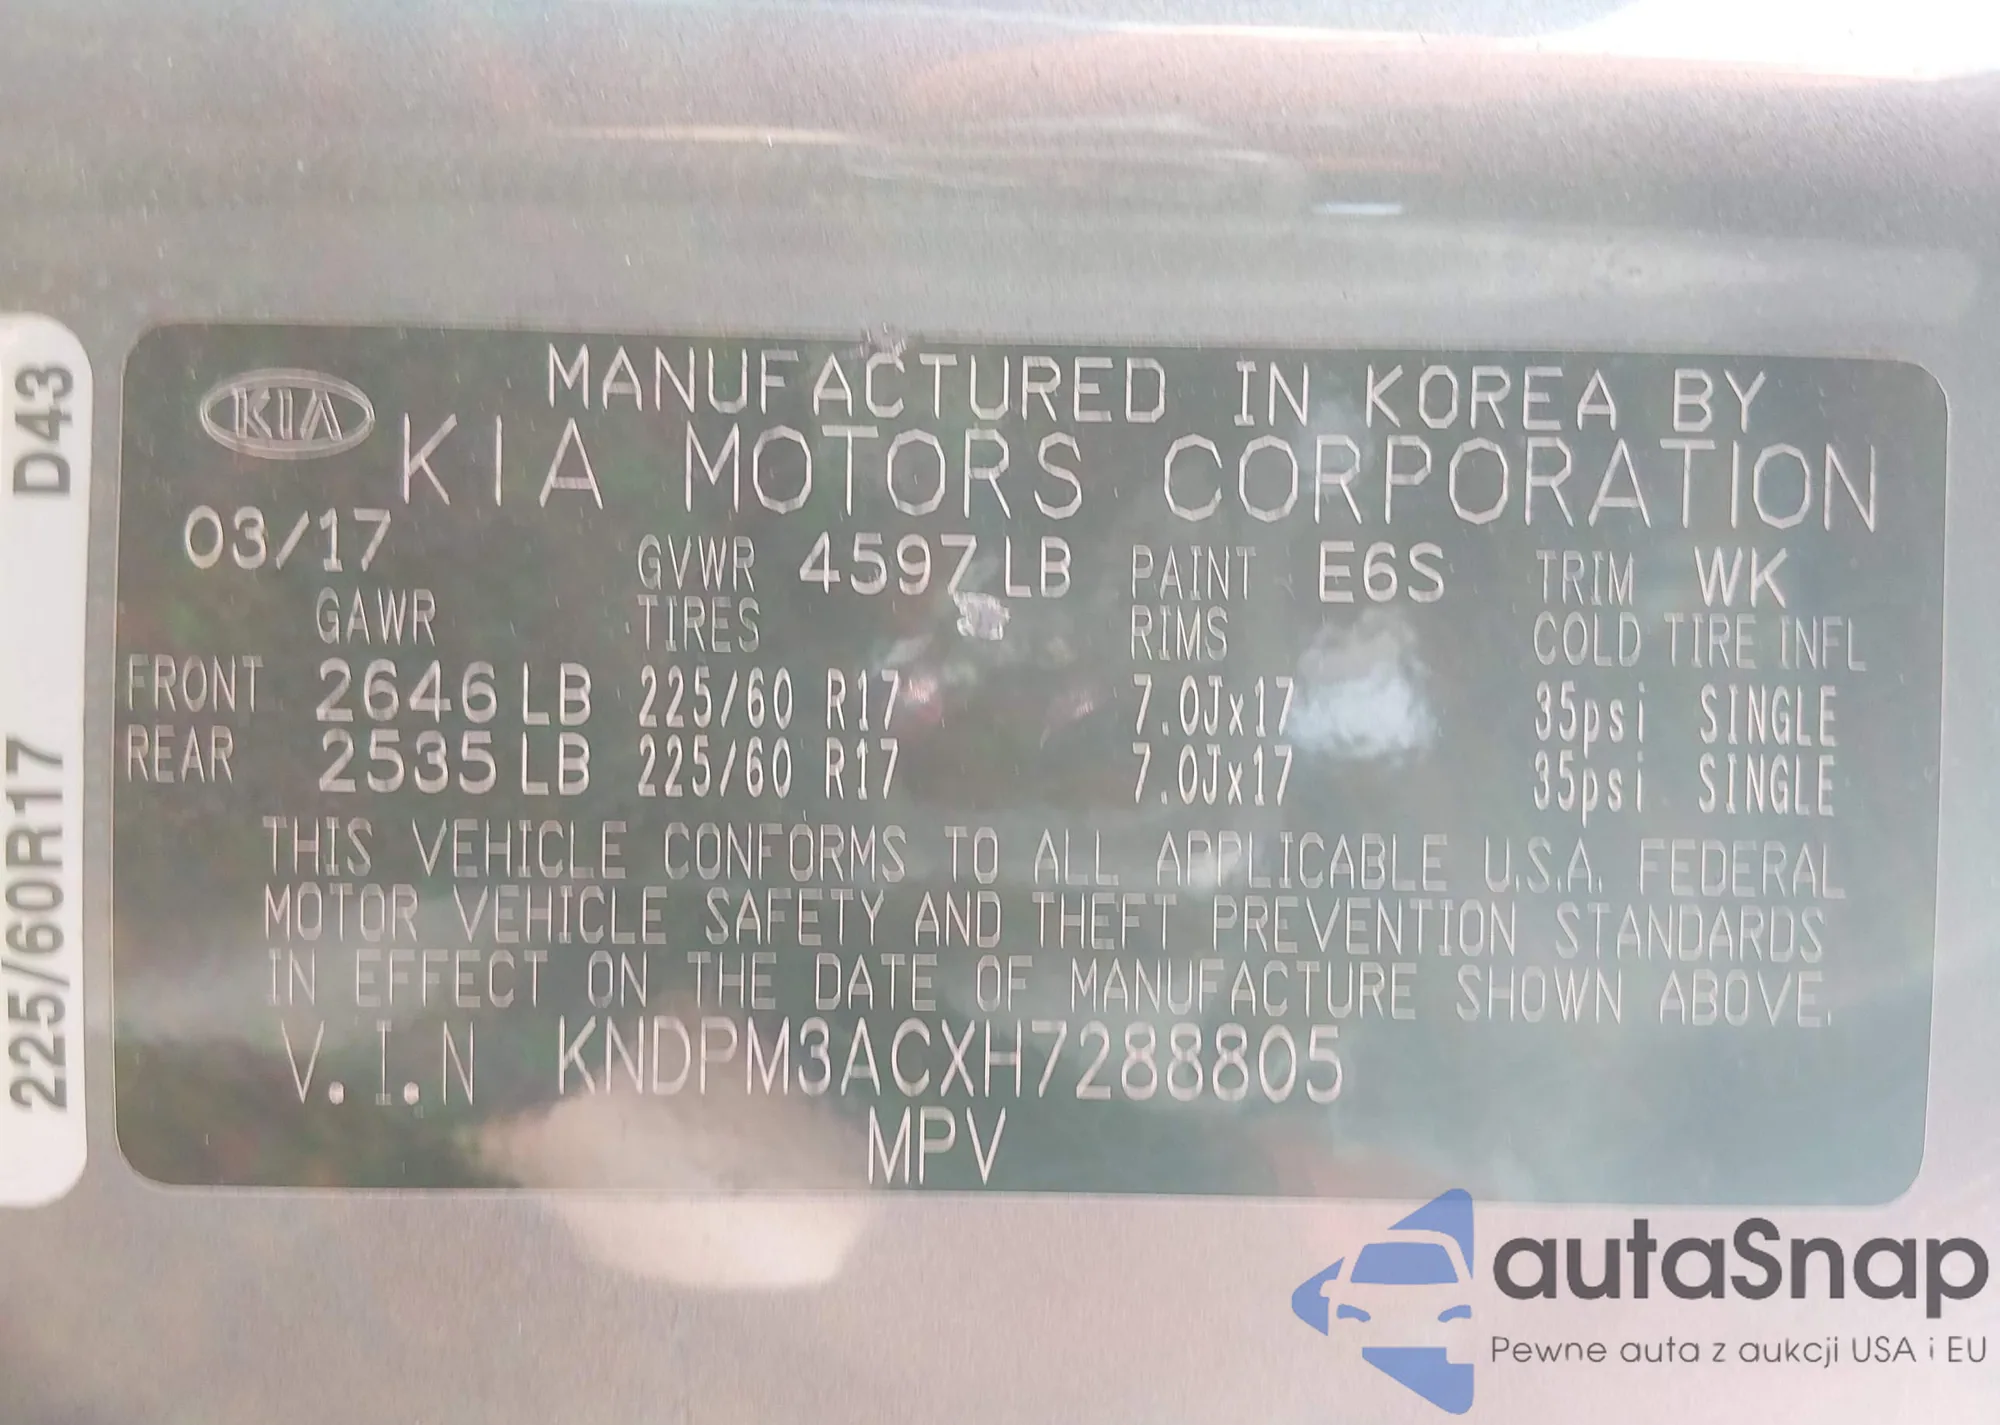 MANUFACTURED IN KOREA BY
KIA KIA MOTORS CORPORATION
03/17 GVWR 4597 LB PAINT E6S TRIM WK
GAWR TIRES RIMS COLD TIRE INFL
FRONT 2646 LB 225/60 R17 7.0Jx17 35psi SINGLE
REAR 2535 LB 225/60 R17 7.0Jx17 35psi SINGLE
THIS VEHICLE CONFORMS TO ALL APPLICABLE U.S.A. FEDERAL
MOTOR VEHICLE SAFETY AND THEFT PREVENTION STANDARDS
IN EFFECT ON THE DATE OF MANUFACTURE SHOWN ABOVE.
V.I.N KNDPM3ACXH7288805
MPV
225/60R17 D43
autaSnap
Pewne auta z aukcji USA i EU